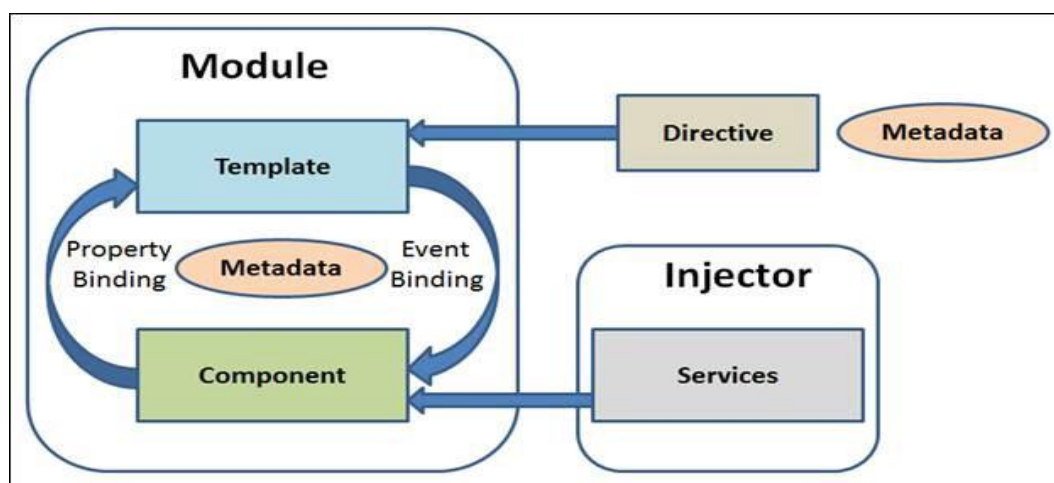 Module
Template
Property
Binding
Metadata
Event
Binding
Component
Directive
Metadata
Injector
Services